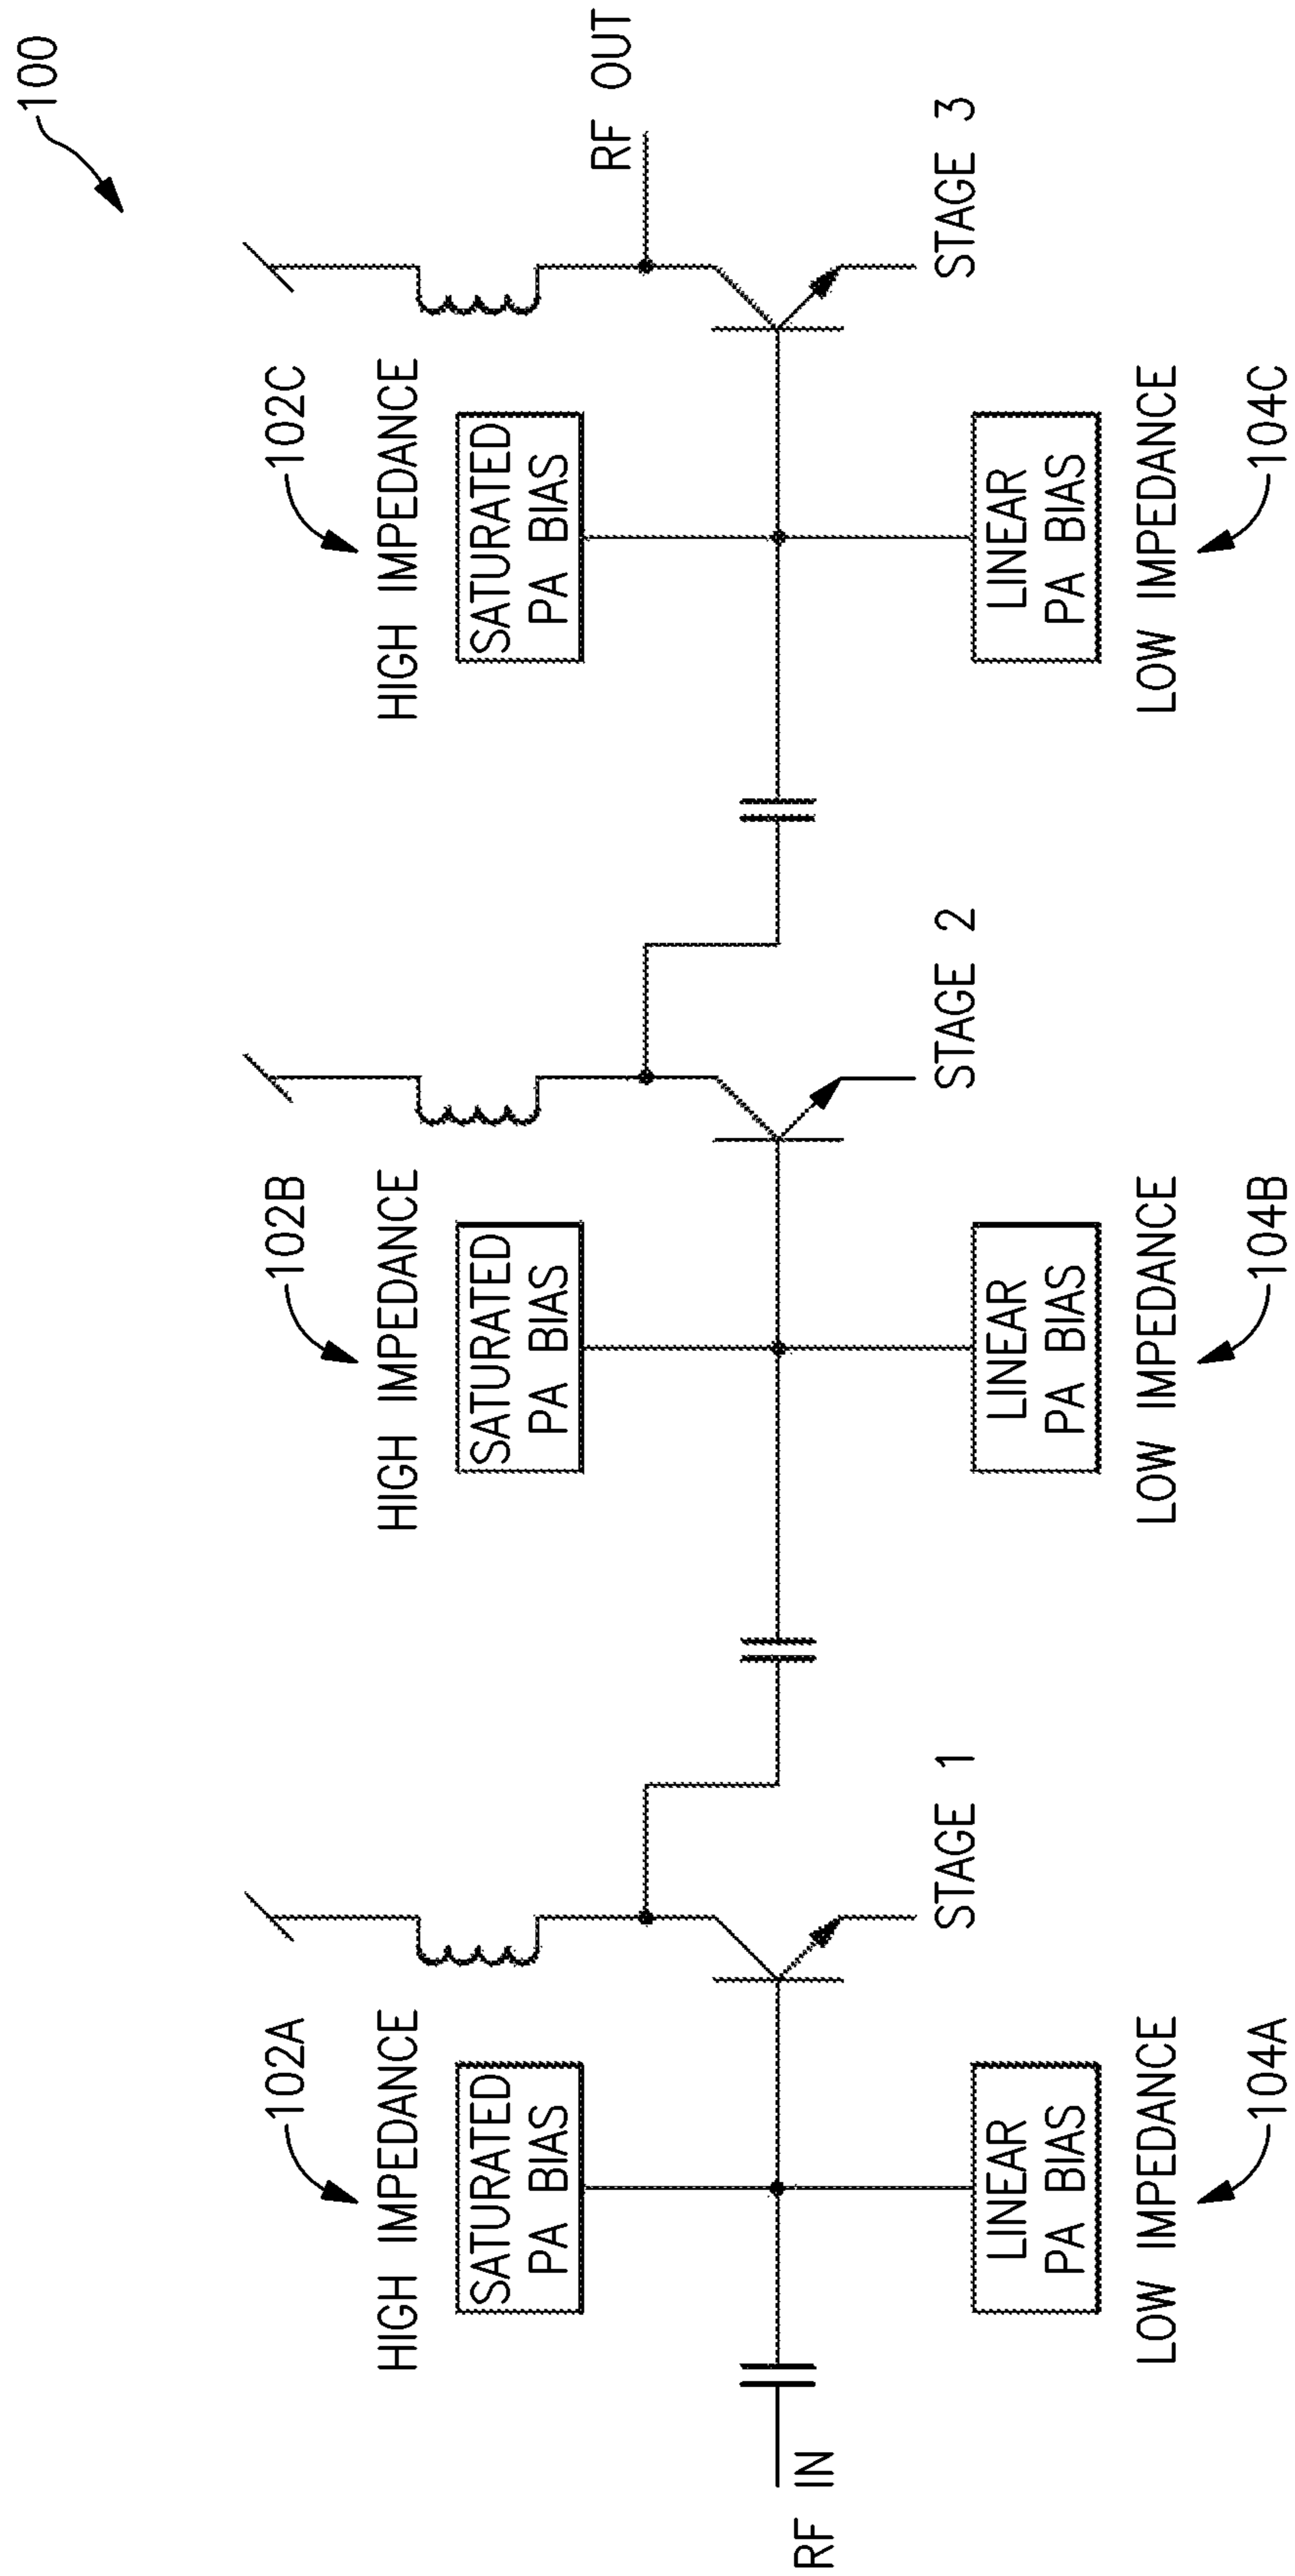 100
102A
HIGH IMPEDANCE
SATURATED
PA BIAS
102B
HIGH IMPEDANCE
SATURATED
PA BIAS
102C
HIGH IMPEDANCE
SATURATED
PA BIAS
RF OUT
RF IN
STAGE 1
STAGE 2
STAGE 3
LINEAR
PA BIAS
LOW IMPEDANCE
104A
LINEAR
PA BIAS
LOW IMPEDANCE
104B
LINEAR
PA BIAS
LOW IMPEDANCE
104C